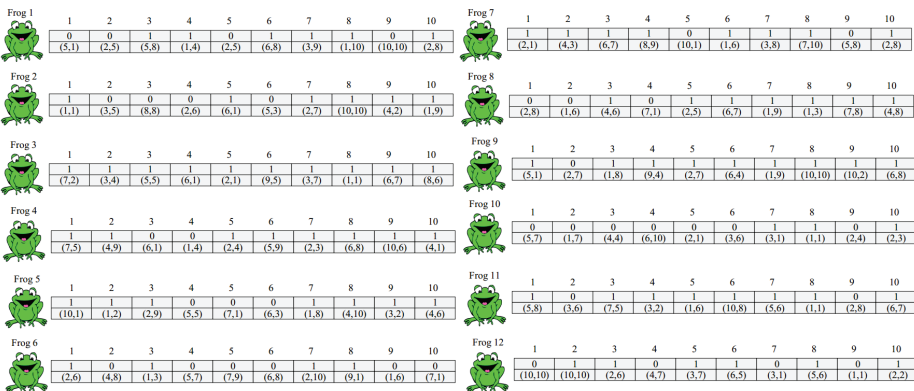 Frog 1
1 2 3 4 5 6 7 8 9 10
0 0 1 1 0 1 1 1 0 1
(5,1) (2,5) (5,8) (1,4) (2,5) (6,8) (3,9) (1,10) (10,10) (2,8)
Frog 2
1 2 3 4 5 6 7 8 9 10
1 0 0 0 1 0 1 1 1 1
(1,1) (3,5) (8,8) (2,6) (6,1) (5,3) (2,7) (10,10) (4,2) (1,9)
Frog 3
1 2 3 4 5 6 7 8 9 10
1 1 1 1 1 1 1 1 1 1
(7,2) (3,4) (5,5) (6,1) (2,1) (9,5) (3,7) (1,1) (6,7) (8,6)
Frog 4
1 2 3 4 5 6 7 8 9 10
1 1 0 0 1 1 1 1 1 1
(7,5) (4,9) (6,1) (1,4) (2,4) (5,9) (2,3) (6,8) (10,6) (4,1)
Frog 5
1 2 3 4 5 6 7 8 9 10
1 1 1 0 0 0 1 1 1 1
(10,1) (1,2) (2,9) (5,5) (7,1) (6,3) (1,8) (4,10) (3,2) (4,6)
Frog 6
1 2 3 4 5 6 7 8 9 10
1 0 1 0 0 0 1 1 0 0
(2,6) (4,8) (1,3) (5,7) (7,9) (6,8) (2,10) (9,1) (1,6) (7,1)
Frog 7
1 2 3 4 5 6 7 8 9 10
1 1 1 1 0 1 1 1 0 1
(2,1) (4,3) (6,7) (8,9) (10,1) (1,6) (3,8) (7,10) (5,8) (2,8)
Frog 8
1 2 3 4 5 6 7 8 9 10
0 0 1 0 1 1 1 1 1 1
(2,8) (1,6) (4,6) (7,1) (2,5) (6,7) (1,9) (1,3) (7,8) (4,8)
Frog 9
1 2 3 4 5 6 7 8 9 10
1 0 1 1 1 1 1 1 1 1
(5,1) (2,7) (1,8) (9,4) (2,7) (6,4) (1,9) (10,10) (10,2) (6,8)
Frog 10
1 2 3 4 5 6 7 8 9 10
0 0 0 0 0 0 1 1 0 1
(5,7) (1,7) (4,4) (6,10) (2,1) (3,6) (3,1) (1,1) (2,4) (2,3)
Frog 11
1 2 3 4 5 6 7 8 9 10
1 0 1 1 1 1 1 1 0 1
(5,8) (3,6) (7,5) (3,2) (1,6) (10,8) (5,6) (1,1) (2,8) (6,7)
Frog 12
1 2 3 4 5 6 7 8 9 10
0 1 1 0 1 0 1 0 1 0
(10,10) (10,10) (2,6) (4,7) (3,7) (6,5) (3,1) (5,6) (1,1) (2,2)